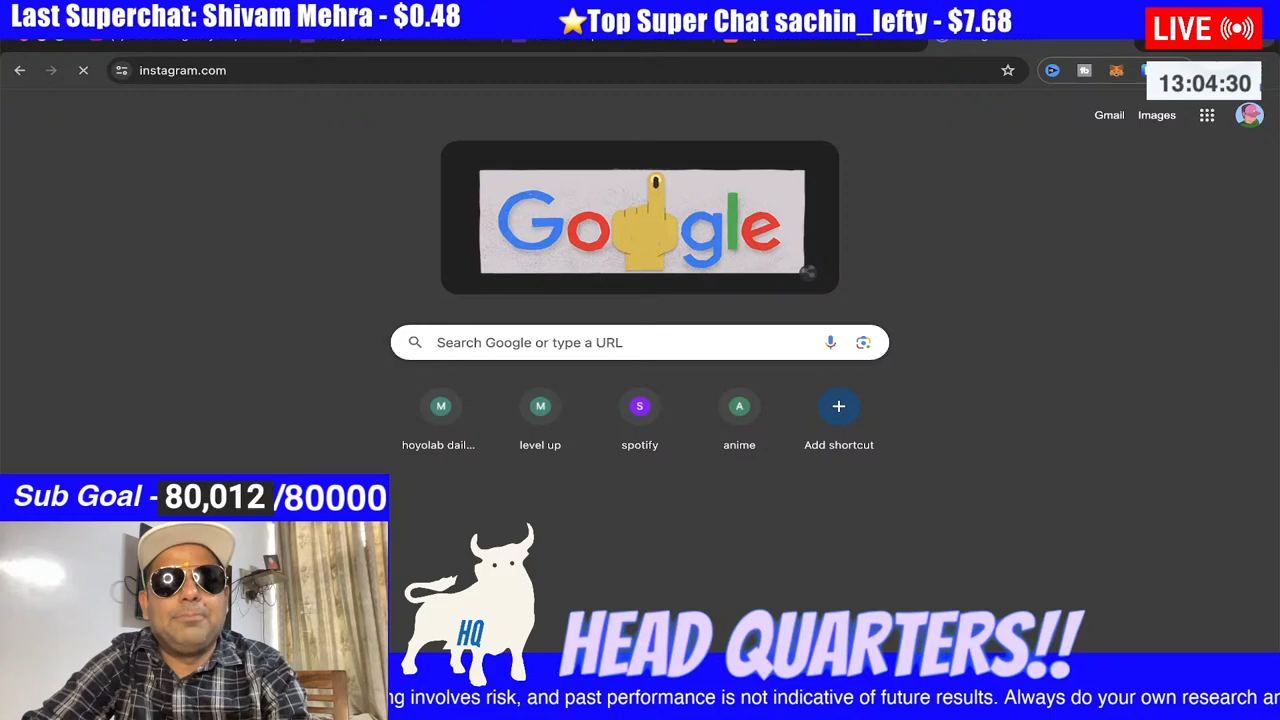 Last Superchat: Shivam Mehra - $0.48
⭐Top Super Chat sachin_lefty - $7.68
LIVE
instagram.com
13:04:30
Gmail
Images
Google
Search Google or type a URL
M
M
S
A
hoyolab dail...
level up
spotify
anime
Add shortcut
Sub Goal - 80,012 /80000
HQ
HEAD QUARTERS!!
involves risk, and past performance is not indicative of future results. Always do your own research